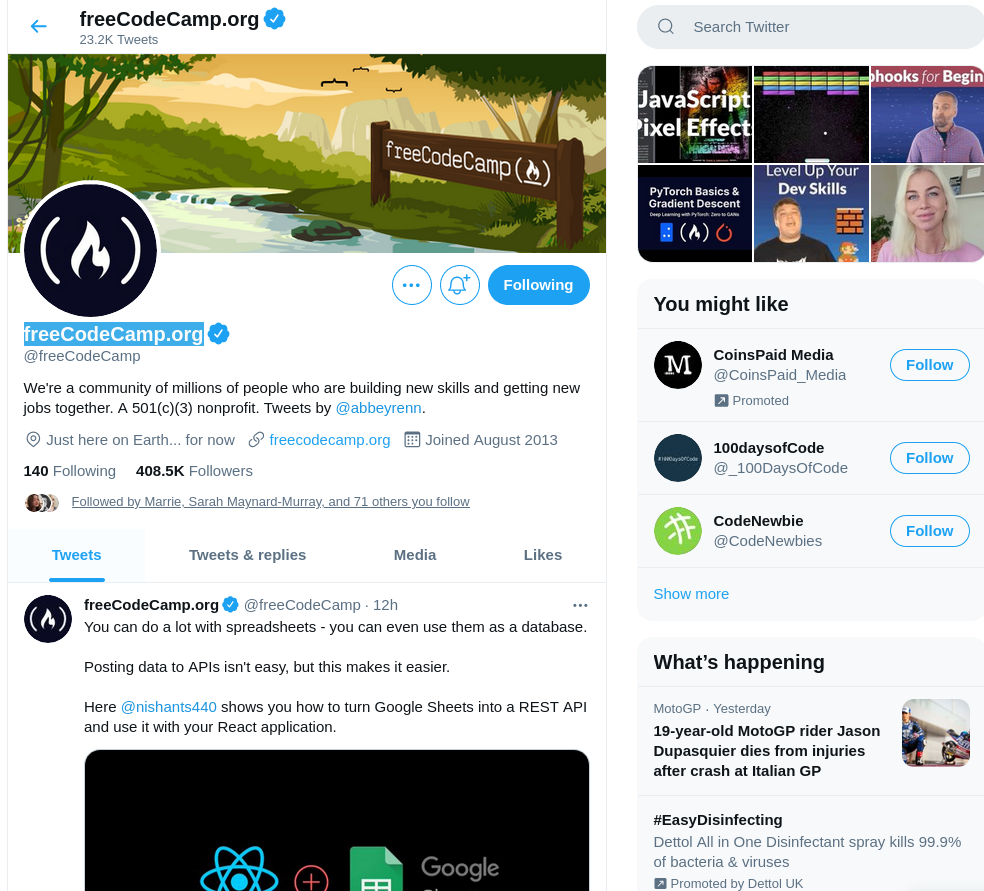 freeCodeCamp.org
23.2K Tweets
freeCodeCamp(
)
Following
freeCodeCamp.org
@freeCodeCamp
We're a community of millions of people who are building new skills and getting new
jobs together. A 501(c)(3) nonprofit. Tweets by @abbeyrenn.
Just here on Earth... for now freecodecamp.org Joined August 2013
140 Following 408.5K Followers
Followed by Marrie, Sarah Maynard-Murray, and 71 others you follow
Tweets Tweets & replies Media Likes
freeCodeCamp.org @freeCodeCamp · 12h
You can do a lot with spreadsheets - you can even use them as a database.
Posting data to APIs isn't easy, but this makes it easier.
Here @nishants440 shows you how to turn Google Sheets into a REST API
and use it with your React application.
Google
Search Twitter
JavaScript
Pixel Effect
ohooks for Begin
PyTorch Basics &
Gradient Descent
Deep Learning with PyTorch: Zero to GANs
Level Up Your
Dev Skills
You might like
M
CoinsPaid Media
@CoinsPaid_Media
Follow
Promoted
#100DaysOfCode
100daysofCode
@_100DaysOfCode
Follow
CodeNewbie
@CodeNewbies
Follow
Show more
What's happening
MotoGP · Yesterday
19-year-old MotoGP rider Jason
Dupasquier dies from injuries
after crash at Italian GP
#EasyDisinfecting
Dettol All in One Disinfectant spray kills 99.9%
of bacteria & viruses
Promoted by Dettol UK